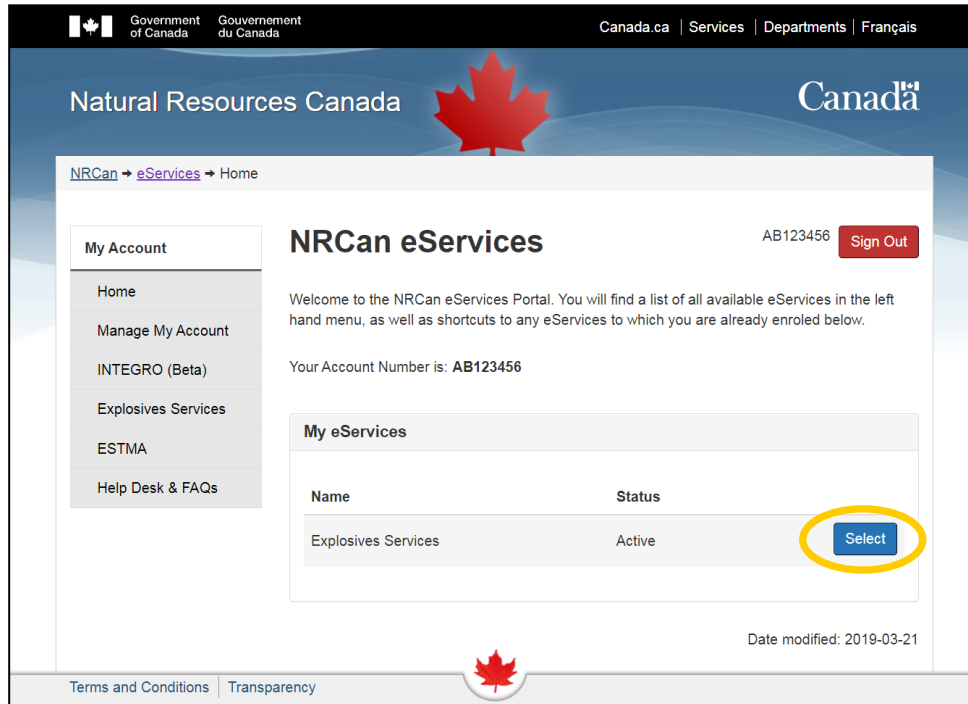 Government Gouvernement
of Canada du Canada
Canada.ca | Services | Departments | Français
Natural Resources Canada
Canada
NRCan → eServices → Home
My Account
Home
Manage My Account
INTEGRO (Beta)
Explosives Services
ESTMA
Help Desk & FAQs
NRCan eServices
AB123456 Sign Out
Welcome to the NRCan eServices Portal. You will find a list of all available eServices in the left
hand menu, as well as shortcuts to any eServices to which you are already enroled below.
Your Account Number is: AB123456
My eServices
Name Status
Explosives Services Active Select
Date modified: 2019-03-21
Terms and Conditions | Transparency